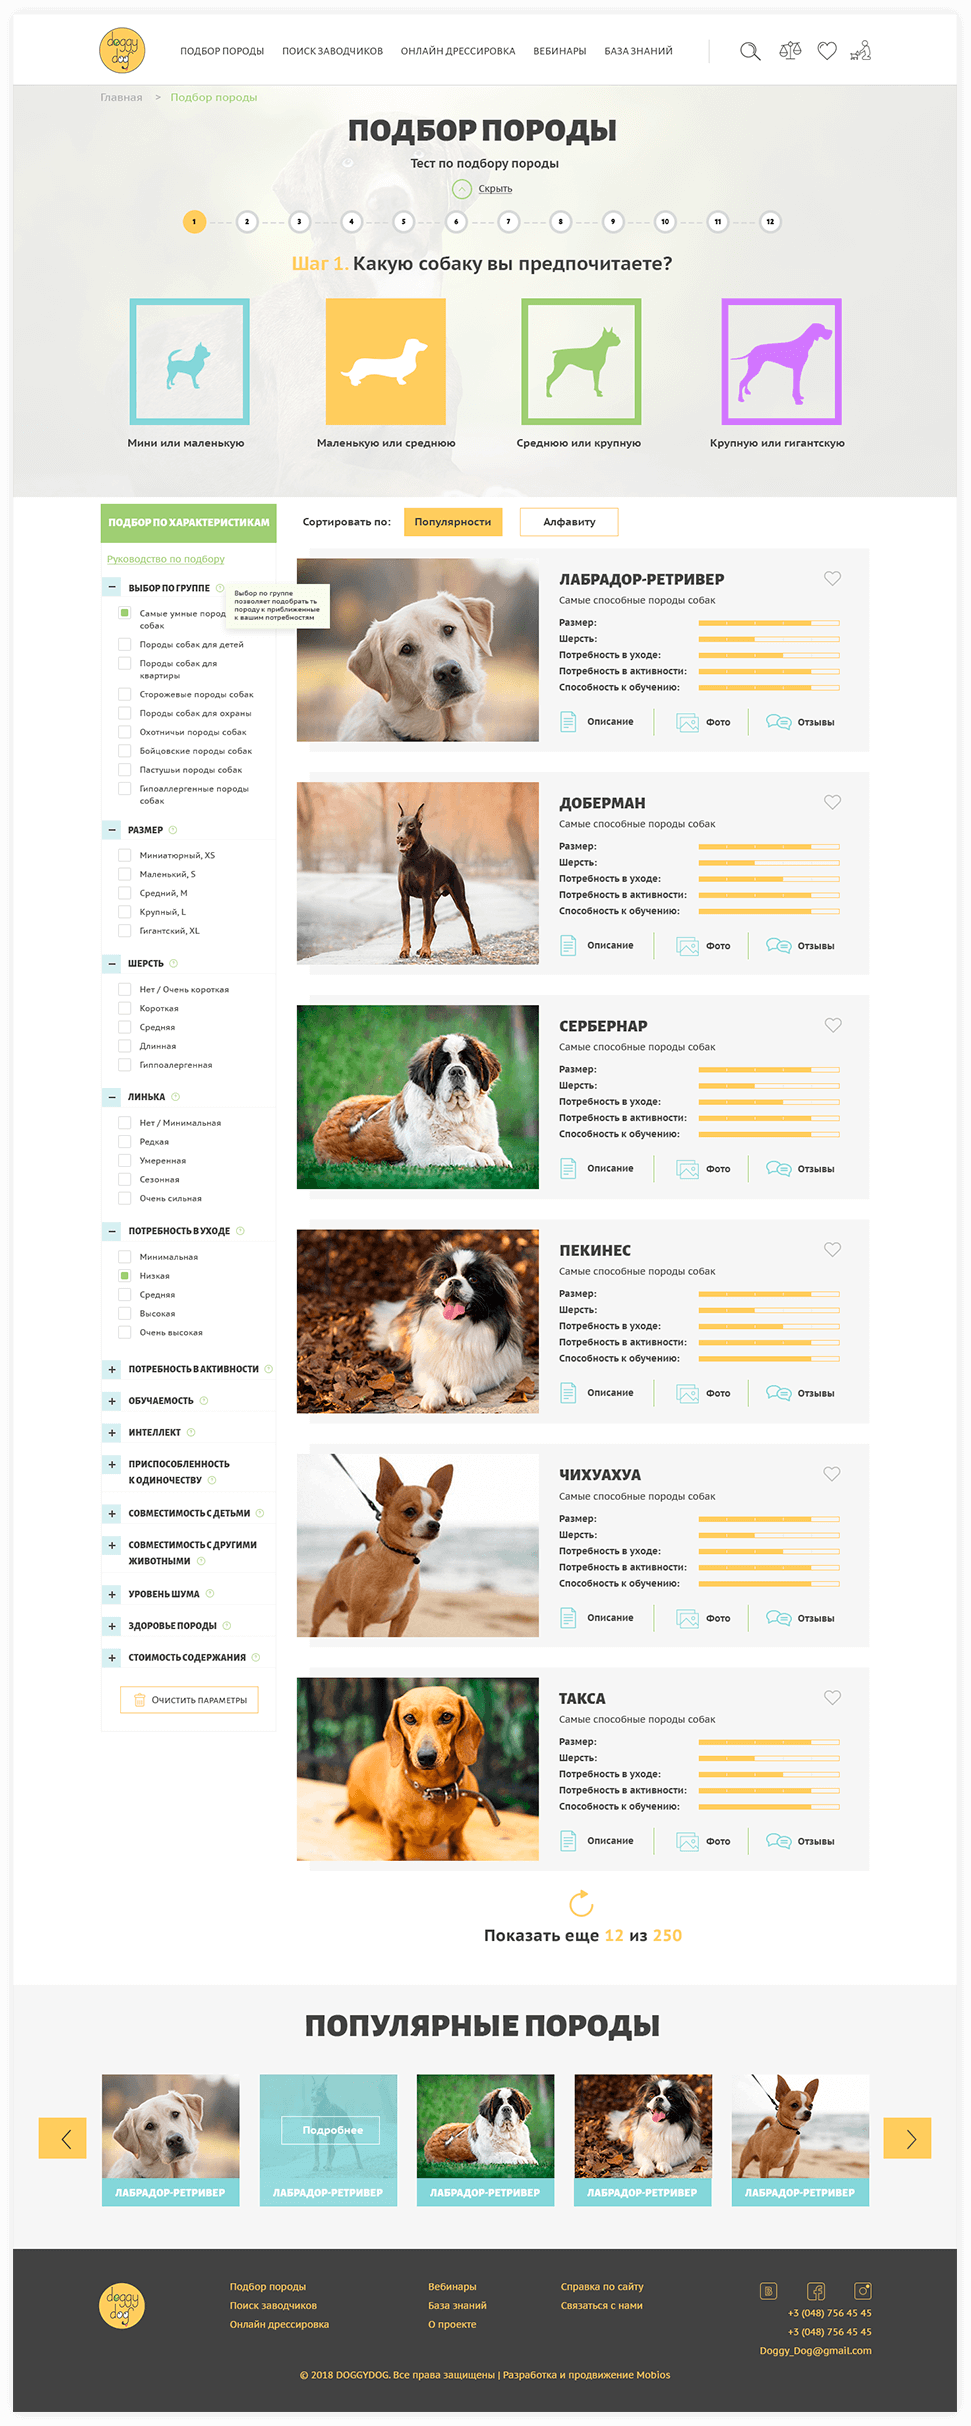 doggy
dog
ПОДБОР ПОРОДЫ
ПОИСК ЗАВОДЧИКОВ
ОНЛАЙН ДРЕССИРОВКА
ВЕБИНАРЫ
БАЗА ЗНАНИЙ
Главная > Подбор породы
ПОДБОР ПОРОДЫ
Тест по подбору породы
Скрыть
1 2 3 4 5 6 7 8 9 10 11 12
Шаг 1. Какую собаку вы предпочитаете?
Мини или маленькую
Маленькую или среднюю
Среднюю или крупную
Крупную или гигантскую
ПОДБОР ПО ХАРАКТЕРИСТИКАМ
Руководство по подбору
ВЫБОР ПО ГРУППЕ ?
Выбор по группе
позволяет подобрать ть
породу к приближенные
к вашим потребностям
Самые умные пород
собак
Породы собак для детей
Породы собак для
квартиры
Сторожевые породы собак
Породы собак для охраны
Охотничьи породы собак
Бойцовские породы собак
Пастушьи породы собак
Гипоаллергенные породы
собак
РАЗМЕР ?
Миниатюрный, XS
Маленький, S
Средний, M
Крупный, L
Гигантский, XL
ШЕРСТЬ ?
Нет / Очень короткая
Короткая
Средняя
Длинная
Гиппоалергенная
ЛИНЬКА ?
Нет / Минимальная
Редкая
Умеренная
Сезонная
Очень сильная
ПОТРЕБНОСТЬ В УХОДЕ ?
Минимальная
Низкая
Средняя
Высокая
Очень высокая
ПОТРЕБНОСТЬ В АКТИВНОСТИ ?
ОБУЧАЕМОСТЬ ?
ИНТЕЛЛЕКТ ?
ПРИСПОСОБЛЕННОСТЬ
К ОДИНОЧЕСТВУ ?
СОВМЕСТИМОСТЬ С ДЕТЬМИ ?
СОВМЕСТИМОСТЬ С ДРУГИМИ
ЖИВОТНЫМИ ?
УРОВЕНЬ ШУМА ?
ЗДОРОВЬЕ ПОРОДЫ ?
СТОИМОСТЬ СОДЕРЖАНИЯ ?
Очистить параметры
Сортировать по:
Популярности
Алфавиту
ЛАБРАДОР-РЕТРИВЕР
Самые способные породы собак
Размер:
Шерсть:
Потребность в уходе:
Потребность в активности:
Способность к обучению:
Описание
Фото
Отзывы
ДОБЕРМАН
Самые способные породы собак
Размер:
Шерсть:
Потребность в уходе:
Потребность в активности:
Способность к обучению:
Описание
Фото
Отзывы
СЕРБЕРНАР
Самые способные породы собак
Размер:
Шерсть:
Потребность в уходе:
Потребность в активности:
Способность к обучению:
Описание
Фото
Отзывы
ПЕКИНЕС
Самые способные породы собак
Размер:
Шерсть:
Потребность в уходе:
Потребность в активности:
Способность к обучению:
Описание
Фото
Отзывы
ЧИХУАХУА
Самые способные породы собак
Размер:
Шерсть:
Потребность в уходе:
Потребность в активности:
Способность к обучению:
Описание
Фото
Отзывы
ТАКСА
Самые способные породы собак
Размер:
Шерсть:
Потребность в уходе:
Потребность в активности:
Способность к обучению:
Описание
Фото
Отзывы
Показать еще 12 из 250
ПОПУЛЯРНЫЕ ПОРОДЫ
Подробнее
ЛАБРАДОР-РЕТРИВЕР
ЛАБРАДОР-РЕТРИВЕР
ЛАБРАДОР-РЕТРИВЕР
ЛАБРАДОР-РЕТРИВЕР
ЛАБРАДОР-РЕТРИВЕР
doggy
dog
Подбор породы
Поиск заводчиков
Онлайн дрессировка
Вебинары
База знаний
О проекте
Справка по сайту
Связаться с нами
+3 (048) 756 45 45
+3 (048) 756 45 45
Doggy_Dog@gmail.com
© 2018 DOGGYDOG. Все права защищены | Разработка и продвижение Mobios